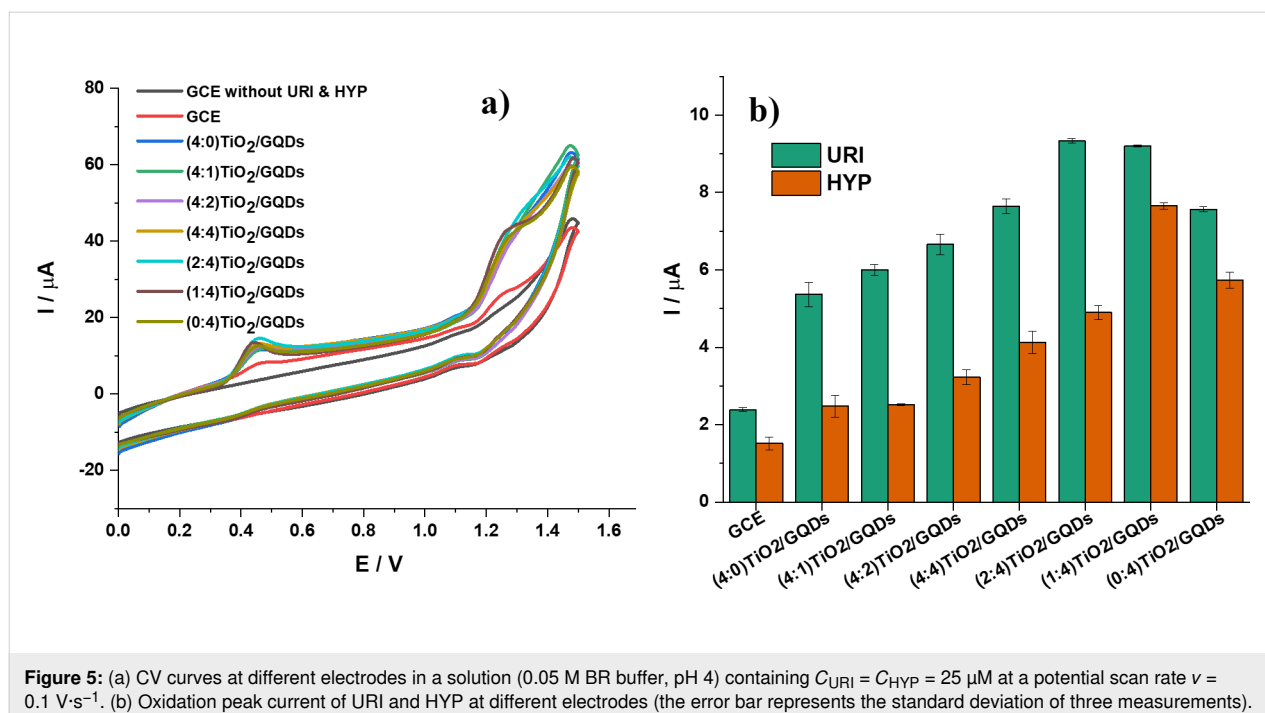 a)
80
60
40
20
0
-20
I / µA
GCE without URI & HYP
GCE
(4:0)TiO₂/GQDs
(4:1)TiO₂/GQDs
(4:2)TiO₂/GQDs
(4:4)TiO₂/GQDs
(2:4)TiO₂/GQDs
(1:4)TiO₂/GQDs
(0:4)TiO₂/GQDs
0.0 0.2 0.4 0.6 0.8 1.0 1.2 1.4 1.6
E / V
b)
URI
HYP
10
8
6
4
2
0
I / µA
GCE
(4:0)TiO2/GQDs
(4:1)TiO2/GQDs
(4:2)TiO2/GQDs
(4:4)TiO2/GQDs
(2:4)TiO2/GQDs
(1:4)TiO2/GQDs
(0:4)TiO2/GQDs
Figure 5: (a) CV curves at different electrodes in a solution (0.05 M BR buffer, pH 4) containing C_URI = C_HYP = 25 µM at a potential scan rate v =
0.1 V·s⁻¹. (b) Oxidation peak current of URI and HYP at different electrodes (the error bar represents the standard deviation of three measurements).